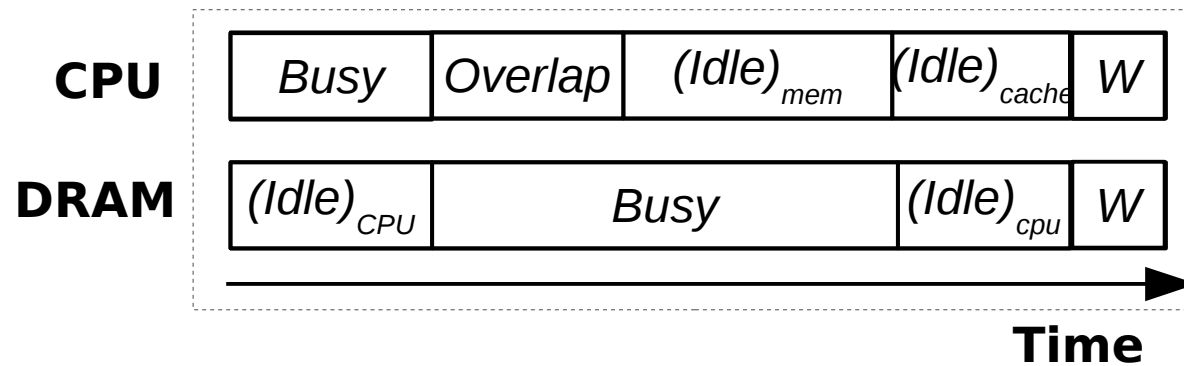 CPU Busy Overlap (Idle)mem (Idle)cache W
DRAM (Idle)CPU Busy (Idle)cpu W
Time